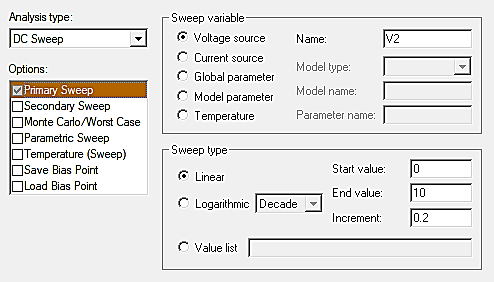 Analysis type:
DC Sweep
Options:
Primary Sweep
Secondary Sweep
Monte Carlo/Worst Case
Parametric Sweep
Temperature (Sweep)
Save Bias Point
Load Bias Point
Sweep variable
Voltage source
Name: V2
Current source
Model type:
Global parameter
Model name:
Model parameter
Parameter name:
Temperature
Sweep type
Linear
Start value: 0
End value: 10
Logarithmic Decade
Increment: 0.2
Value list